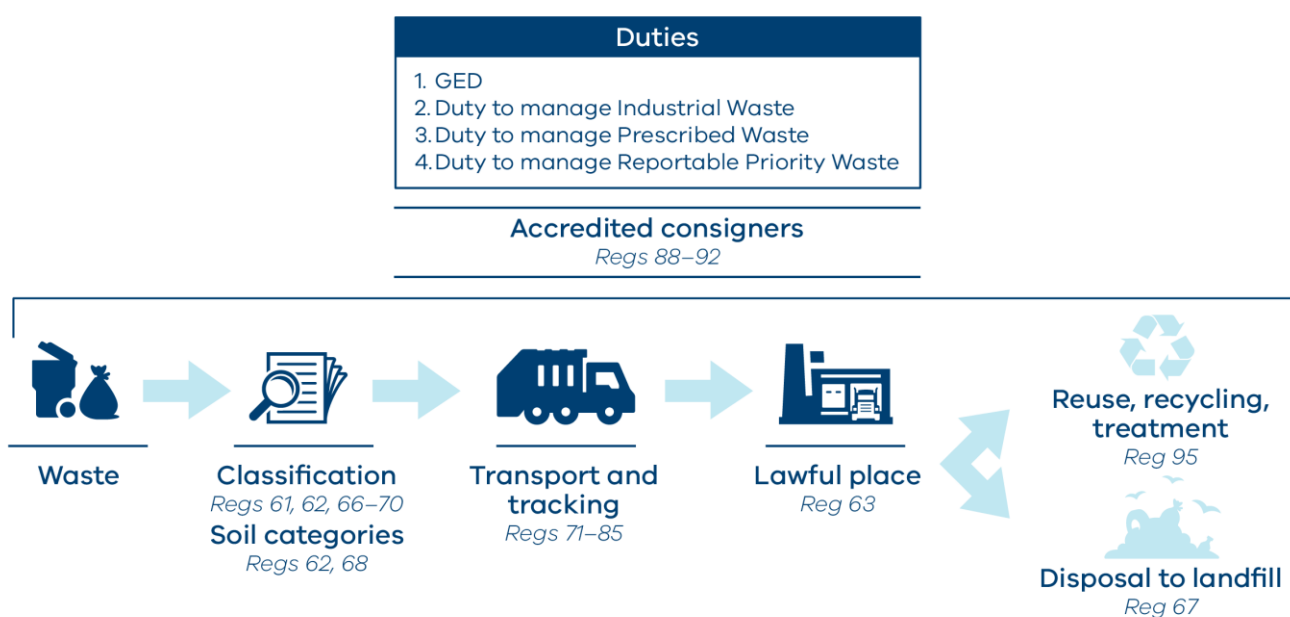 Duties
1. GED
2. Duty to manage Industrial Waste
3. Duty to manage Prescribed Waste
4. Duty to manage Reportable Priority Waste
Accredited consigners
Regs 88–92
Waste
Classification
Regs 61, 62, 66–70
Soil categories
Regs 62, 68
Transport and
tracking
Regs 71–85
Lawful place
Reg 63
Reuse, recycling,
treatment
Reg 95
Disposal to landfill
Reg 67